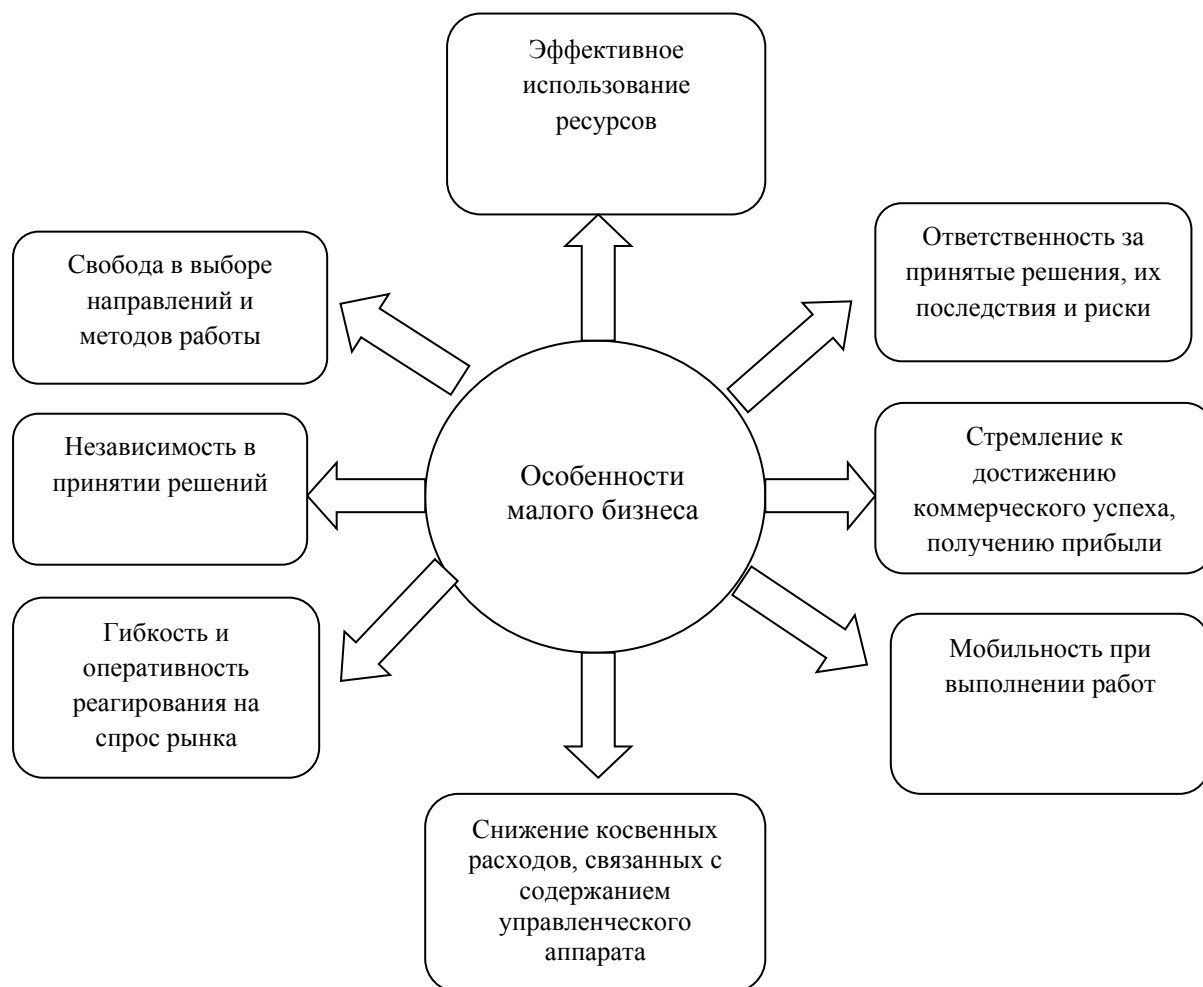 Эффективное
использование
ресурсов
Свобода в выборе
направлений и
методов работы
Ответственность за
принятые решения, их
последствия и риски
Независимость в
принятии решений
Особенности
малого бизнеса
Стремление к
достижению
коммерческого успеха,
получению прибыли
Гибкость и
оперативность
реагирования на
спрос рынка
Мобильность при
выполнении работ
Снижение косвенных
расходов, связанных с
содержанием
управленческого
аппарата